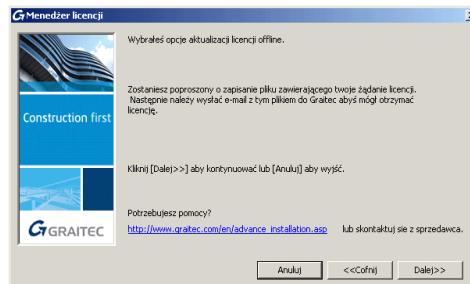 Menedżer licencji
Wybrałeś opcje aktualizacji licencji offline.
Zostaniesz poproszony o zapisanie pliku zawierającego twoje żądanie licencji.
Następnie należy wysłać e-mail z tym plikiem do Graitec abyś mógł otrzymać
licencję.
Construction first
Kliknij [Dalej>>] aby kontynuować lub [Anuluj] aby wyjść.
Potrzebujesz pomocy?
http://www.graitec.com/en/advance_installation.asp lub skontaktuj sie z sprzedawca.
GRAITEC
Anuluj <<Cofnij Dalej>>